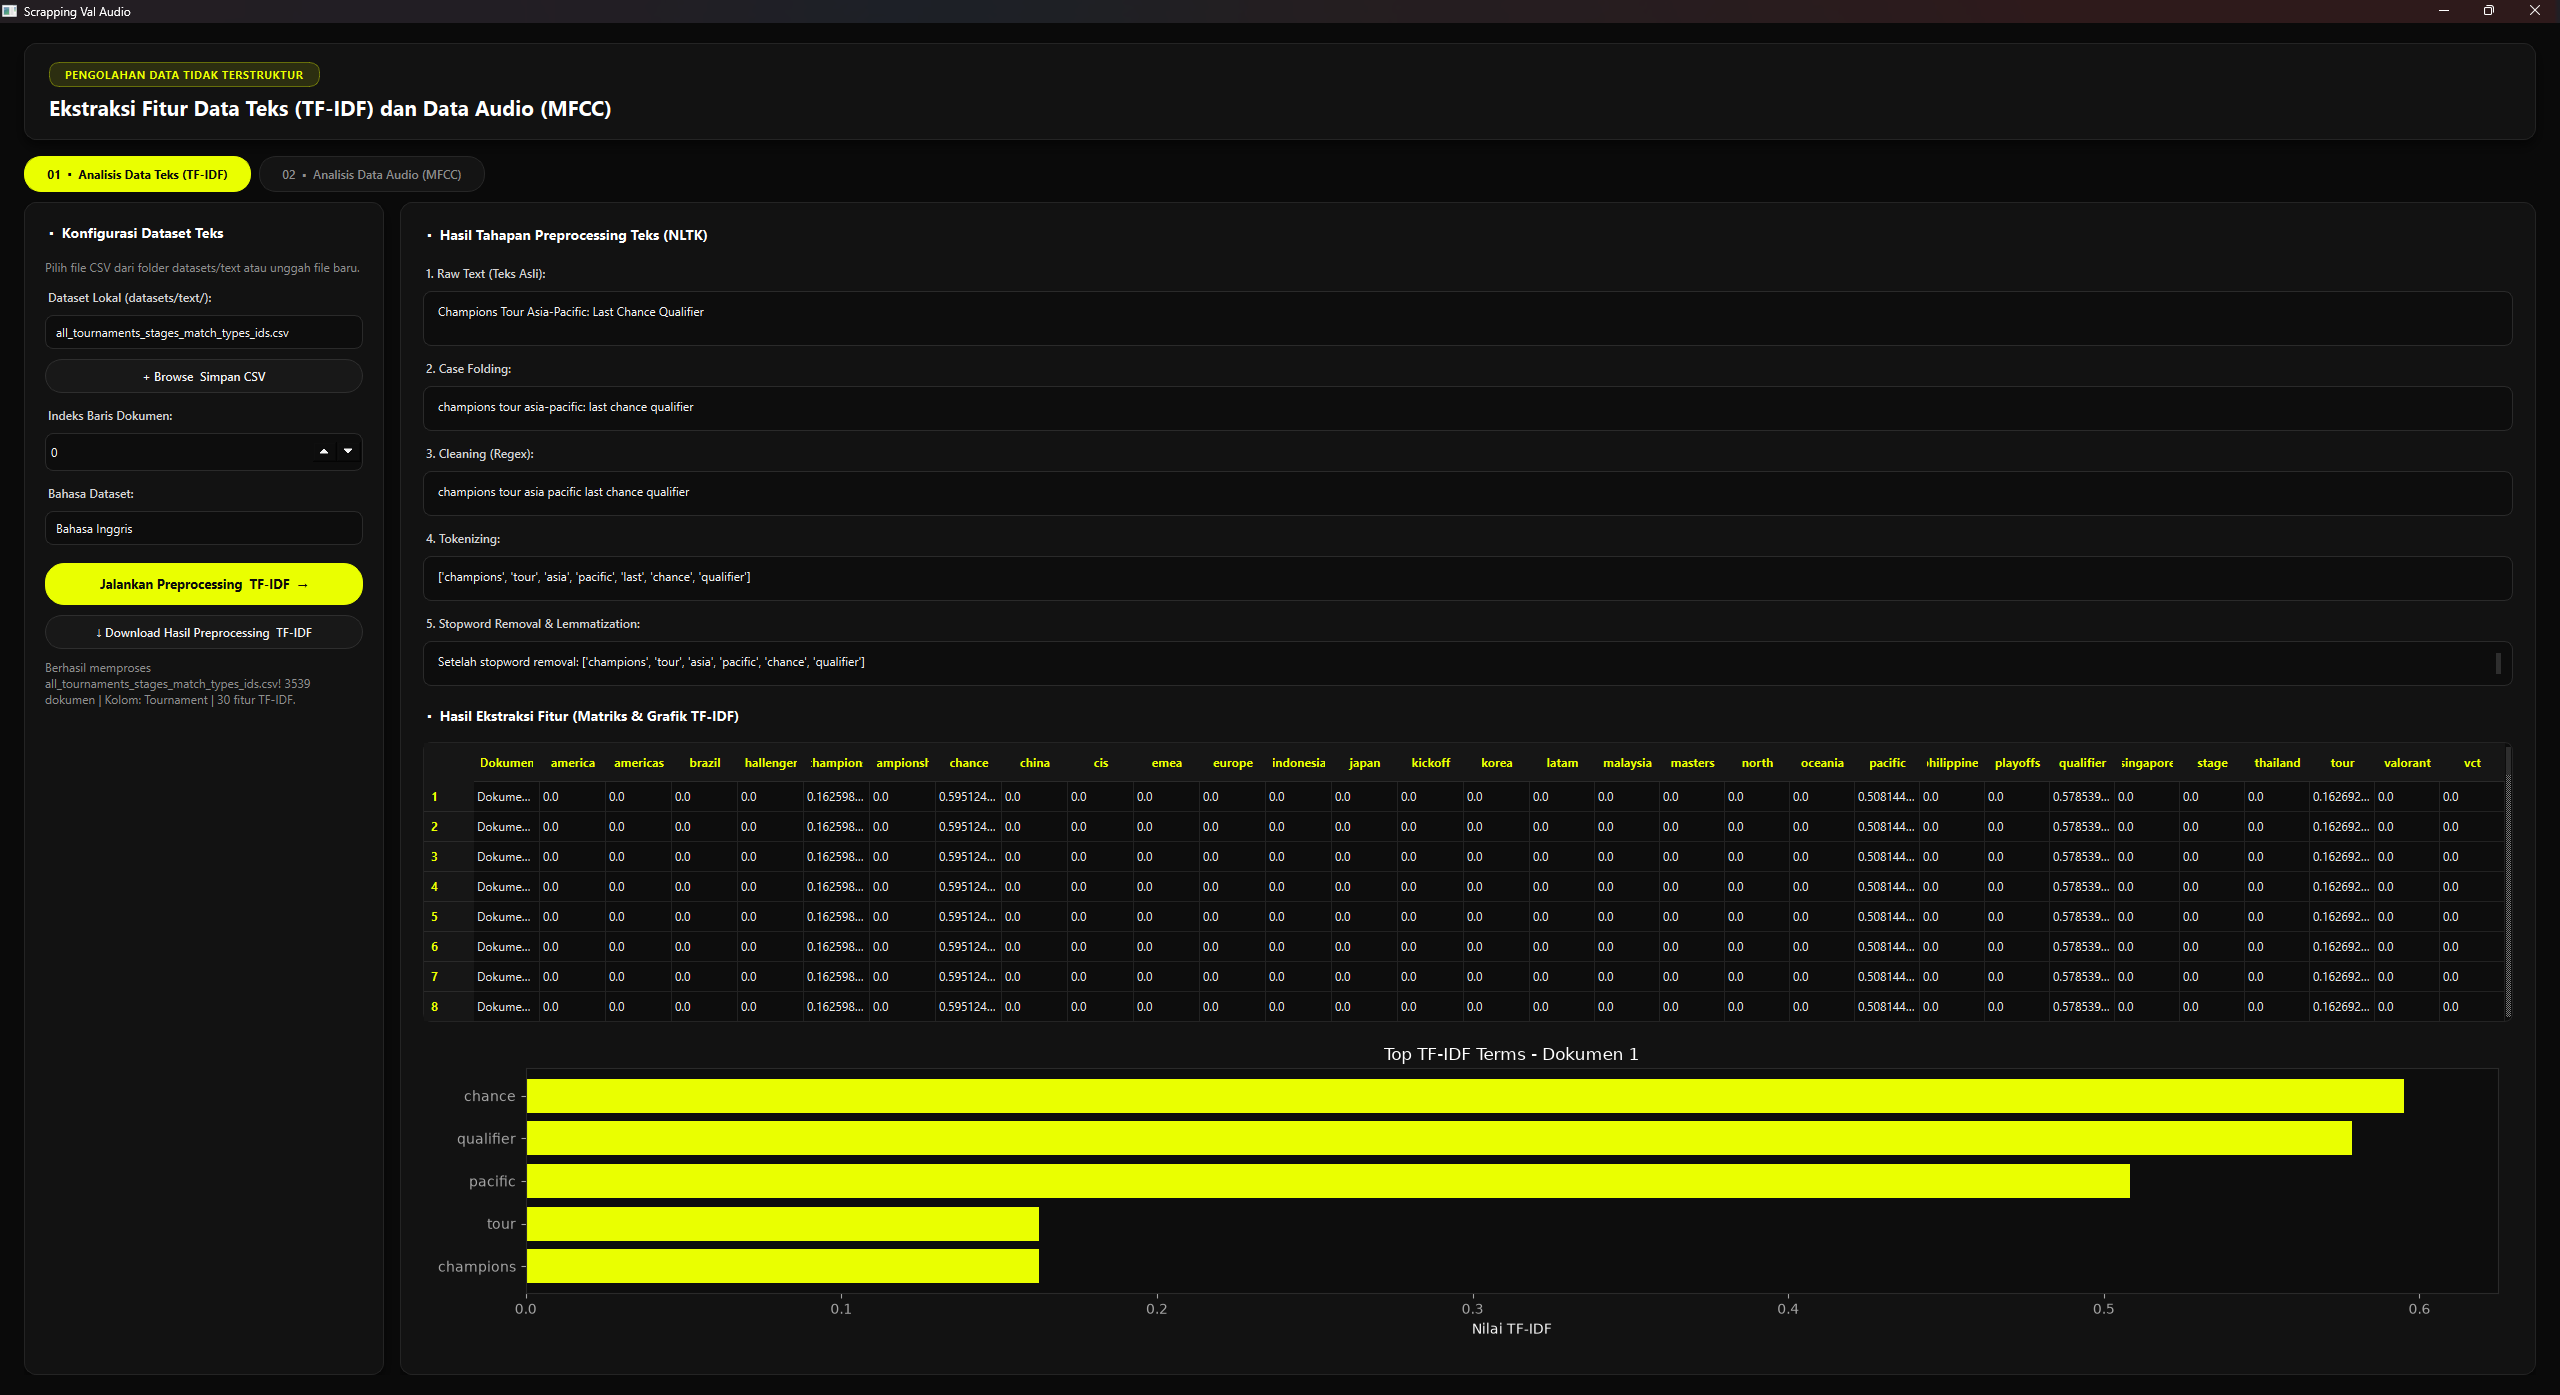 Scrapping Val Audio
PENGOLAHAN DATA TIDAK TERSTRUKTUR
Ekstraksi Fitur Data Teks (TF-IDF) dan Data Audio (MFCC)
01 • Analisis Data Teks (TF-IDF)
02 • Analisis Data Audio (MFCC)
• Konfigurasi Dataset Teks
Pilih file CSV dari folder datasets/text atau unggah file baru.
Dataset Lokal (datasets/text/):
all_tournaments_stages_match_types_ids.csv
+ Browse Simpan CSV
Indeks Baris Dokumen:
0
Bahasa Dataset:
Bahasa Inggris
Jalankan Preprocessing TF-IDF →
↓ Download Hasil Preprocessing TF-IDF
Berhasil memproses
all_tournaments_stages_match_types_ids.csv! 3539
dokumen | Kolom: Tournament | 30 fitur TF-IDF.
• Hasil Tahapan Preprocessing Teks (NLTK)
1. Raw Text (Teks Asli):
Champions Tour Asia-Pacific: Last Chance Qualifier
2. Case Folding:
champions tour asia-pacific: last chance qualifier
3. Cleaning (Regex):
champions tour asia pacific last chance qualifier
4. Tokenizing:
['champions', 'tour', 'asia', 'pacific', 'last', 'chance', 'qualifier']
5. Stopword Removal & Lemmatization:
Setelah stopword removal: ['champions', 'tour', 'asia', 'pacific', 'chance', 'qualifier']
• Hasil Ekstraksi Fitur (Matriks & Grafik TF-IDF)
Dokumen america americas brazil hallenger hampion ampionsh chance china cis emea europe indonesia japan kickoff korea latam malaysia masters north oceania pacific hilippine playoffs qualifier singapore stage thailand tour valorant vct
1 Dokume... 0.0 0.0 0.0 0.0 0.162598... 0.0 0.595124... 0.0 0.0 0.0 0.0 0.0 0.0 0.0 0.0 0.0 0.0 0.0 0.0 0.0 0.508144... 0.0 0.0 0.578539... 0.0 0.0 0.0 0.162692... 0.0 0.0
2 Dokume... 0.0 0.0 0.0 0.0 0.162598... 0.0 0.595124... 0.0 0.0 0.0 0.0 0.0 0.0 0.0 0.0 0.0 0.0 0.0 0.0 0.0 0.508144... 0.0 0.0 0.578539... 0.0 0.0 0.0 0.162692... 0.0 0.0
3 Dokume... 0.0 0.0 0.0 0.0 0.162598... 0.0 0.595124... 0.0 0.0 0.0 0.0 0.0 0.0 0.0 0.0 0.0 0.0 0.0 0.0 0.0 0.508144... 0.0 0.0 0.578539... 0.0 0.0 0.0 0.162692... 0.0 0.0
4 Dokume... 0.0 0.0 0.0 0.0 0.162598... 0.0 0.595124... 0.0 0.0 0.0 0.0 0.0 0.0 0.0 0.0 0.0 0.0 0.0 0.0 0.0 0.508144... 0.0 0.0 0.578539... 0.0 0.0 0.0 0.162692... 0.0 0.0
5 Dokume... 0.0 0.0 0.0 0.0 0.162598... 0.0 0.595124... 0.0 0.0 0.0 0.0 0.0 0.0 0.0 0.0 0.0 0.0 0.0 0.0 0.0 0.508144... 0.0 0.0 0.578539... 0.0 0.0 0.0 0.162692... 0.0 0.0
6 Dokume... 0.0 0.0 0.0 0.0 0.162598... 0.0 0.595124... 0.0 0.0 0.0 0.0 0.0 0.0 0.0 0.0 0.0 0.0 0.0 0.0 0.0 0.508144... 0.0 0.0 0.578539... 0.0 0.0 0.0 0.162692... 0.0 0.0
7 Dokume... 0.0 0.0 0.0 0.0 0.162598... 0.0 0.595124... 0.0 0.0 0.0 0.0 0.0 0.0 0.0 0.0 0.0 0.0 0.0 0.0 0.0 0.508144... 0.0 0.0 0.578539... 0.0 0.0 0.0 0.162692... 0.0 0.0
8 Dokume... 0.0 0.0 0.0 0.0 0.162598... 0.0 0.595124... 0.0 0.0 0.0 0.0 0.0 0.0 0.0 0.0 0.0 0.0 0.0 0.0 0.0 0.508144... 0.0 0.0 0.578539... 0.0 0.0 0.0 0.162692... 0.0 0.0
Top TF-IDF Terms - Dokumen 1
chance
qualifier
pacific
tour
champions
0.0 0.1 0.2 0.3 0.4 0.5 0.6
Nilai TF-IDF